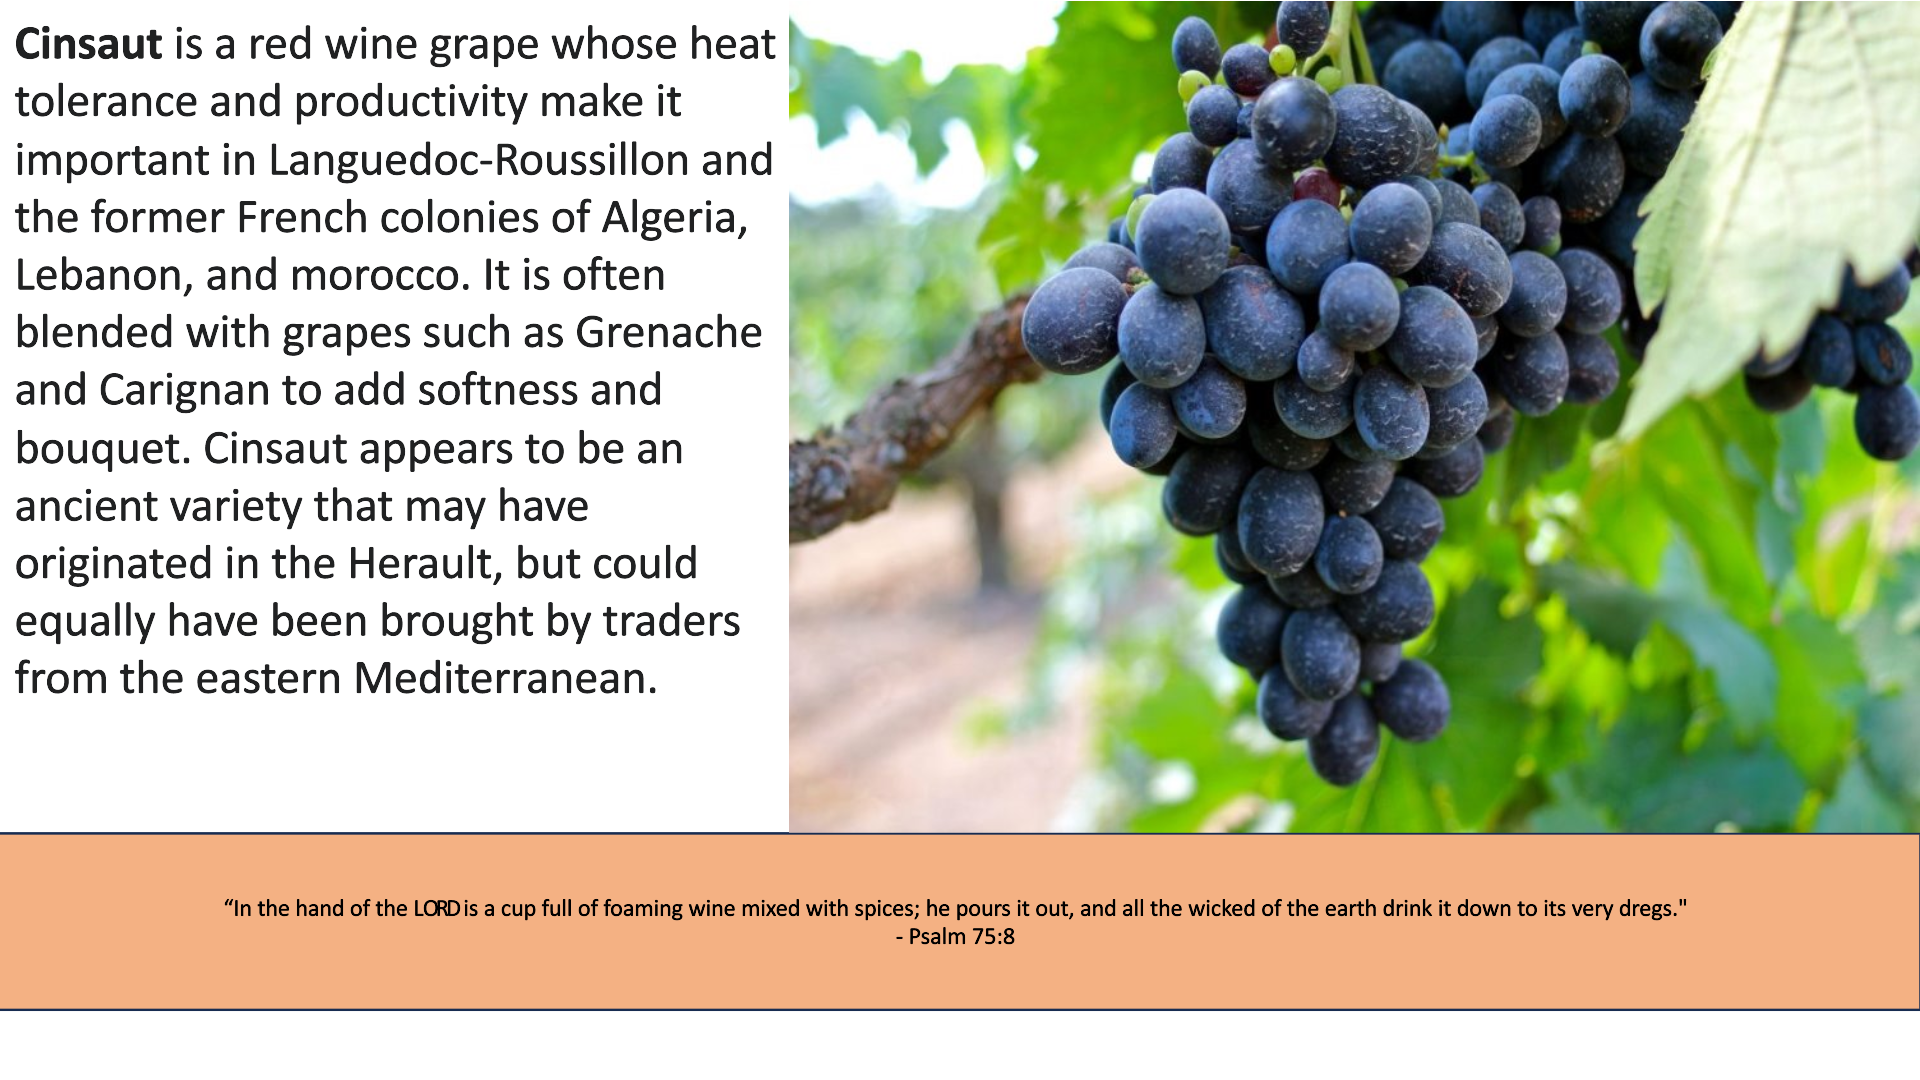 Cinsaut is a red wine grape whose heat
tolerance and productivity make it
important in Languedoc-Roussillon and
the former French colonies of Algeria,
Lebanon, and morocco. It is often
blended with grapes such as Grenache
and Carignan to add softness and
bouquet. Cinsaut appears to be an
ancient variety that may have
originated in the Herault, but could
equally have been brought by traders
from the eastern Mediterranean.
“In the hand of the LORD is a cup full of foaming wine mixed with spices; he pours it out, and all the wicked of the earth drink it down to its very dregs."
- Psalm 75:8